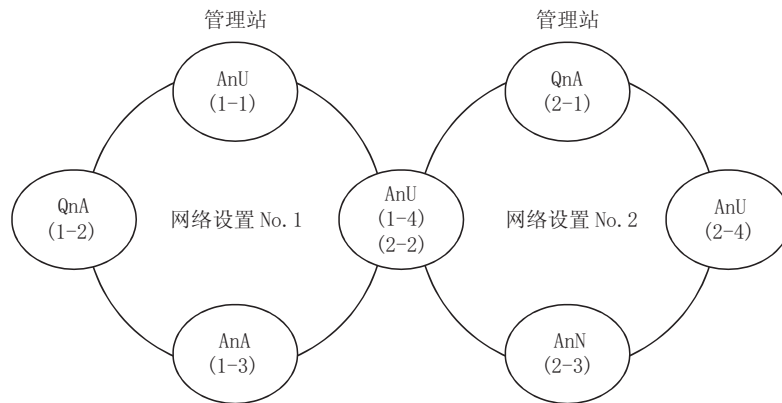 管理站
管理站
AnU
(1-1)
QnA
(2-1)
QnA
(1-2)
网络设置 No.1
AnU
(1-4)
(2-2)
网络设置 No.2
AnU
(2-4)
AnA
(1-3)
AnN
(2-3)